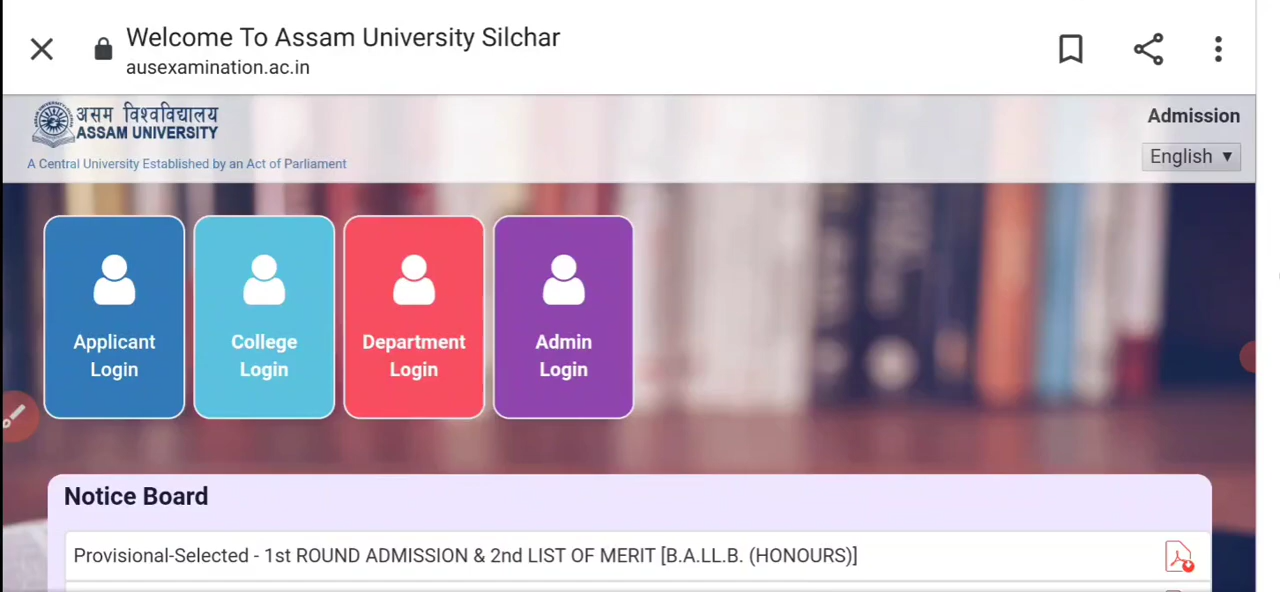 Welcome To Assam University Silchar
ausexamination.ac.in
असम विश्वविद्यालय
ASSAM UNIVERSITY
A Central University Established by an Act of Parliament
Admission
English ▼
Applicant
Login
College
Login
Department
Login
Admin
Login
Notice Board
Provisional-Selected - 1st ROUND ADMISSION & 2nd LIST OF MERIT [B.A.LL.B. (HONOURS)]